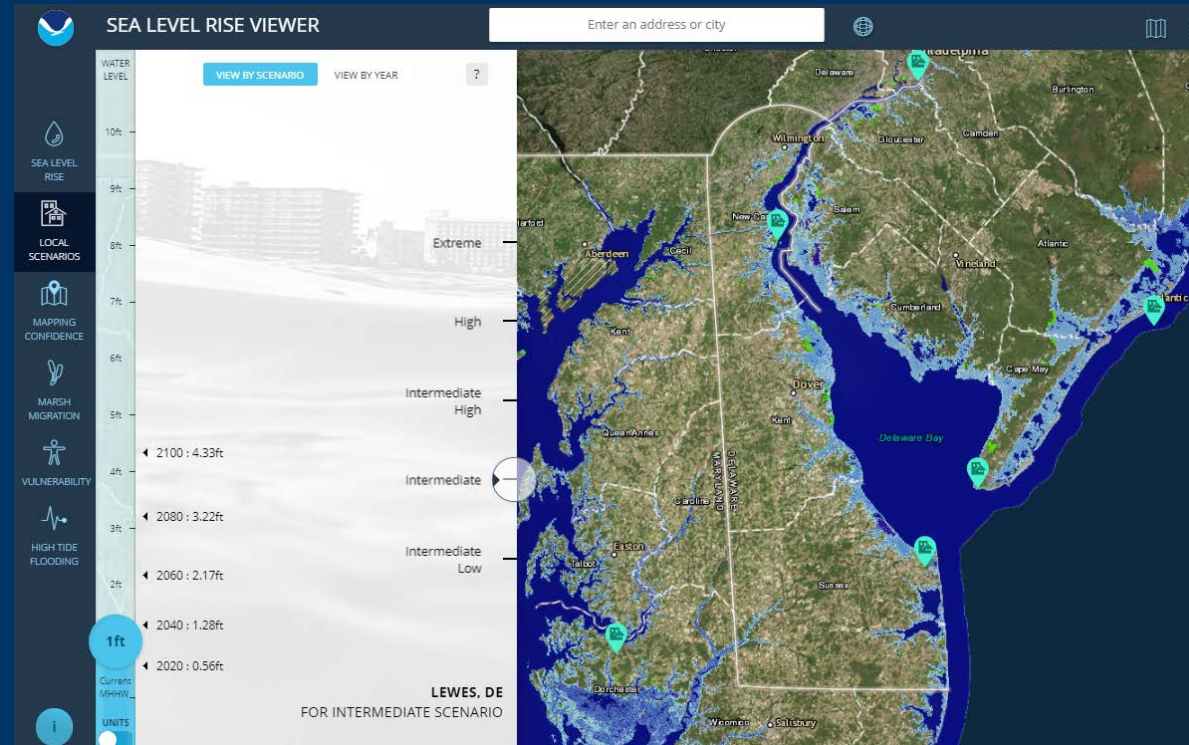 SEA LEVEL RISE VIEWER
Enter an address or city
WATER
LEVEL
VIEW BY SCENARIO
VIEW BY YEAR
?
10ft
9ft
8ft
7ft
6ft
5ft
4ft
3ft
2ft
1ft
Current
MHHW
UNITS
SEA LEVEL
RISE
LOCAL
SCENARIOS
MAPPING
CONFIDENCE
MARSH
MIGRATION
VULNERABILITY
HIGH TIDE
FLOODING
i
Extreme
High
Intermediate
High
Intermediate
Intermediate
Low
2100 : 4.33ft
2080 : 3.22ft
2060 : 2.17ft
2040 : 1.28ft
2020 : 0.56ft
LEWES, DE
FOR INTERMEDIATE SCENARIO
Delaware
Burlington
Wilmington
Gloucester
Camden
Salem
Aberdeen
Cecil
Atlantic
Vineland
Cumberland
Kent
Cape May
Dover
Kent
Queen Annes
Delaware Bay
MARYLAND
DELAWARE
Caroline
Easton
Talbot
Sussex
Dorchester
Wicomico
Salisbury